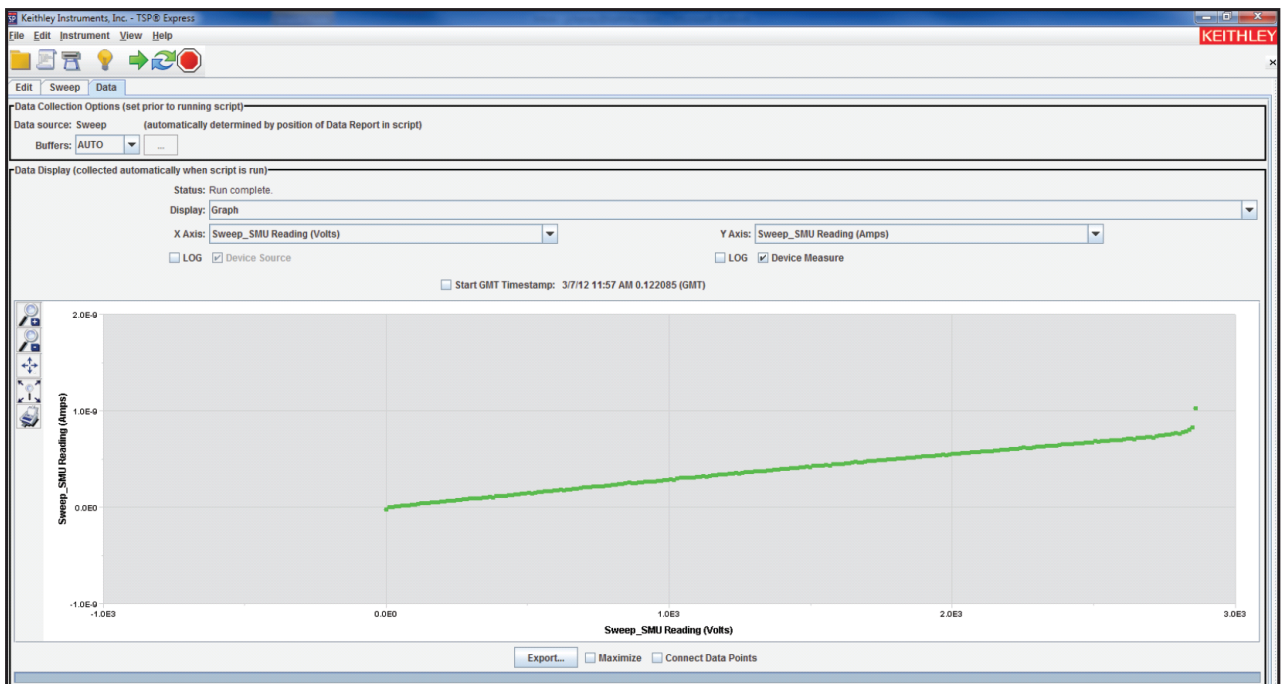 Keithley Instruments, Inc. - TSP® Express
File Edit Instrument View Help
KEITHLEY
Edit Sweep Data
Data Collection Options (set prior to running script)
Data source: Sweep (automatically determined by position of Data Report in script)
Buffers: AUTO ...
Data Display (collected automatically when script is run)
Status: Run complete.
Display: Graph
X Axis: Sweep_SMU Reading (Volts) Y Axis: Sweep_SMU Reading (Amps)
LOG Device Source LOG Device Measure
Start GMT Timestamp: 3/7/12 11:57 AM 0.122085 (GMT)
2.0E-9
1.0E-9
0.0E0
-1.0E-9
Sweep_SMU Reading (Amps)
-1.0E3 0.0E0 1.0E3 2.0E3 3.0E3
Sweep_SMU Reading (Volts)
Export... Maximize Connect Data Points